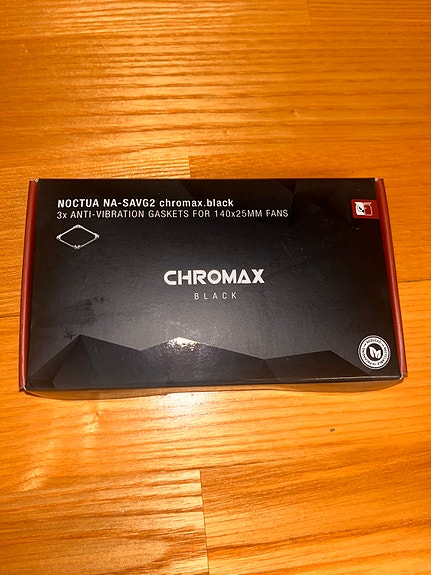 NOCTUA NA-SAVG2 chromax.black
3x ANTI-VIBRATION GASKETS FOR 140x25MM FANS
CHROMAX
BLACK